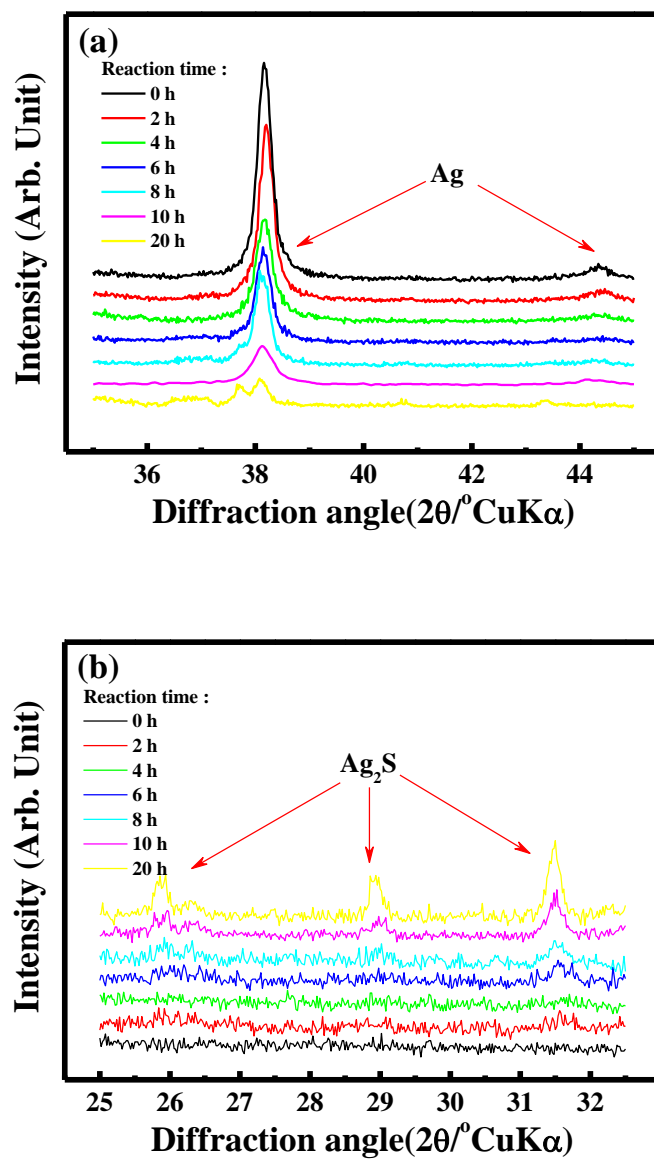 (a)
Reaction time :
0 h
2 h
4 h
6 h
8 h
10 h
20 h
Ag
Intensity (Arb. Unit)
36 38 40 42 44
Diffraction angle(2θ/°CuKα)
(b)
Reaction time :
0 h
2 h
4 h
6 h
8 h
10 h
20 h
Ag₂S
Intensity (Arb. Unit)
25 26 27 28 29 30 31 32
Diffraction angle(2θ/°CuKα)